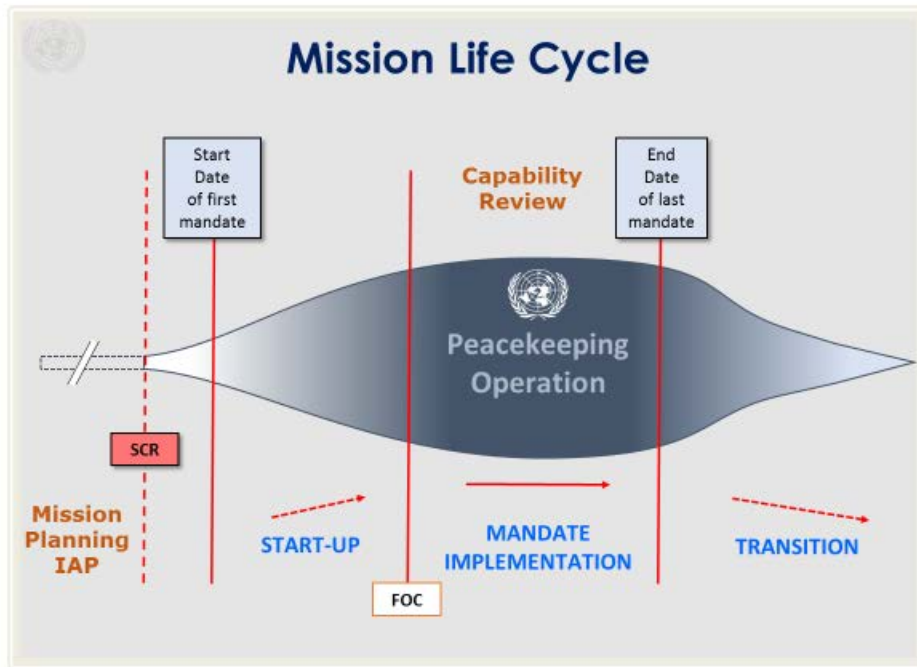 Mission Life Cycle
Start
Date
of first
mandate
Capability
Review
End
Date
of last
mandate
Peacekeeping
Operation
SCR
Mission
Planning
IAP
START-UP
MANDATE
IMPLEMENTATION
TRANSITION
FOC